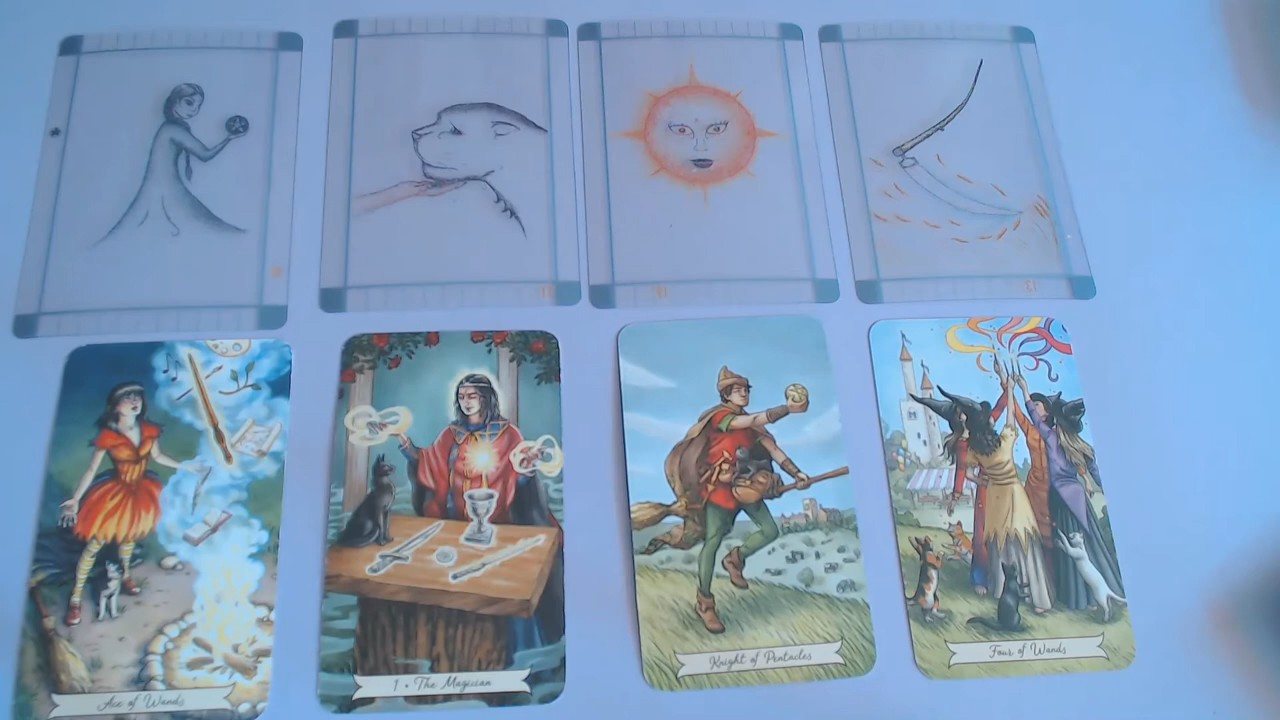 Ace of Wands
1 • The Magician
Knight of Pentacles
Four of Wands